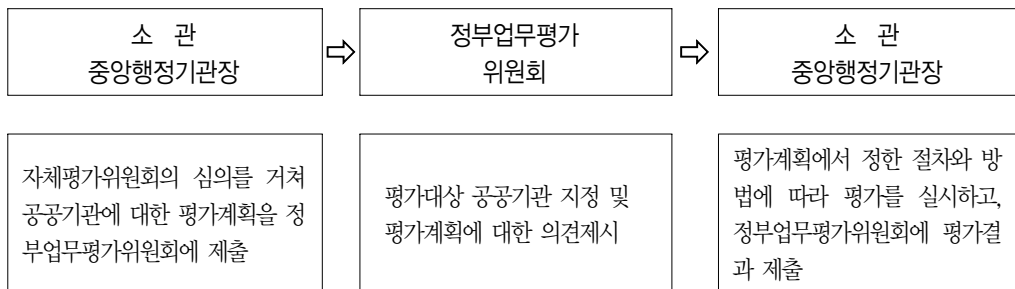 소 관
중앙행정기관장
⇨
정부업무평가
위원회
⇨
소 관
중앙행정기관장
자체평가위원회의 심의를 거쳐
공공기관에 대한 평가계획을 정
부업무평가위원회에 제출
평가대상 공공기관 지정 및
평가계획에 대한 의견제시
평가계획에서 정한 절차와 방
법에 따라 평가를 실시하고,
정부업무평가위원회에 평가결
과 제출